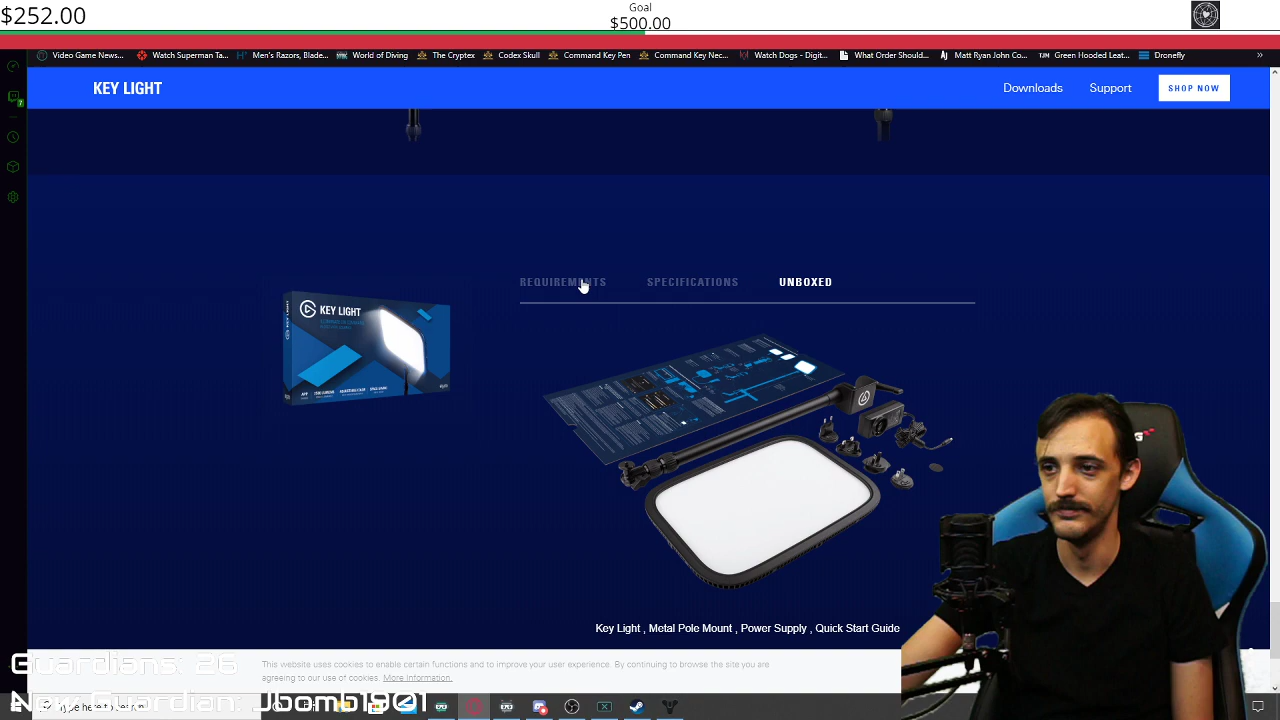 $252.00
Goal
$500.00
Video Game News...
Watch Superman Ta...
Men's Razors, Blade...
World of Diving
The Cryptex
Codex Skull
Command Key Pen
Command Key Nec...
Watch Dogs - Digit...
What Order Should...
Matt Ryan John Co...
Green Hooded Leat...
Dronefly
KEY LIGHT
Downloads
Support
SHOP NOW
REQUIREMENTS
SPECIFICATIONS
UNBOXED
KEY LIGHT
Key Light , Metal Pole Mount , Power Supply , Quick Start Guide
This website uses cookies to enable certain functions and to improve your user experience. By continuing to browse the site you are
agreeing to our use of cookies. More Information.
Guardians: 26
New Guardian: Jbomb1901